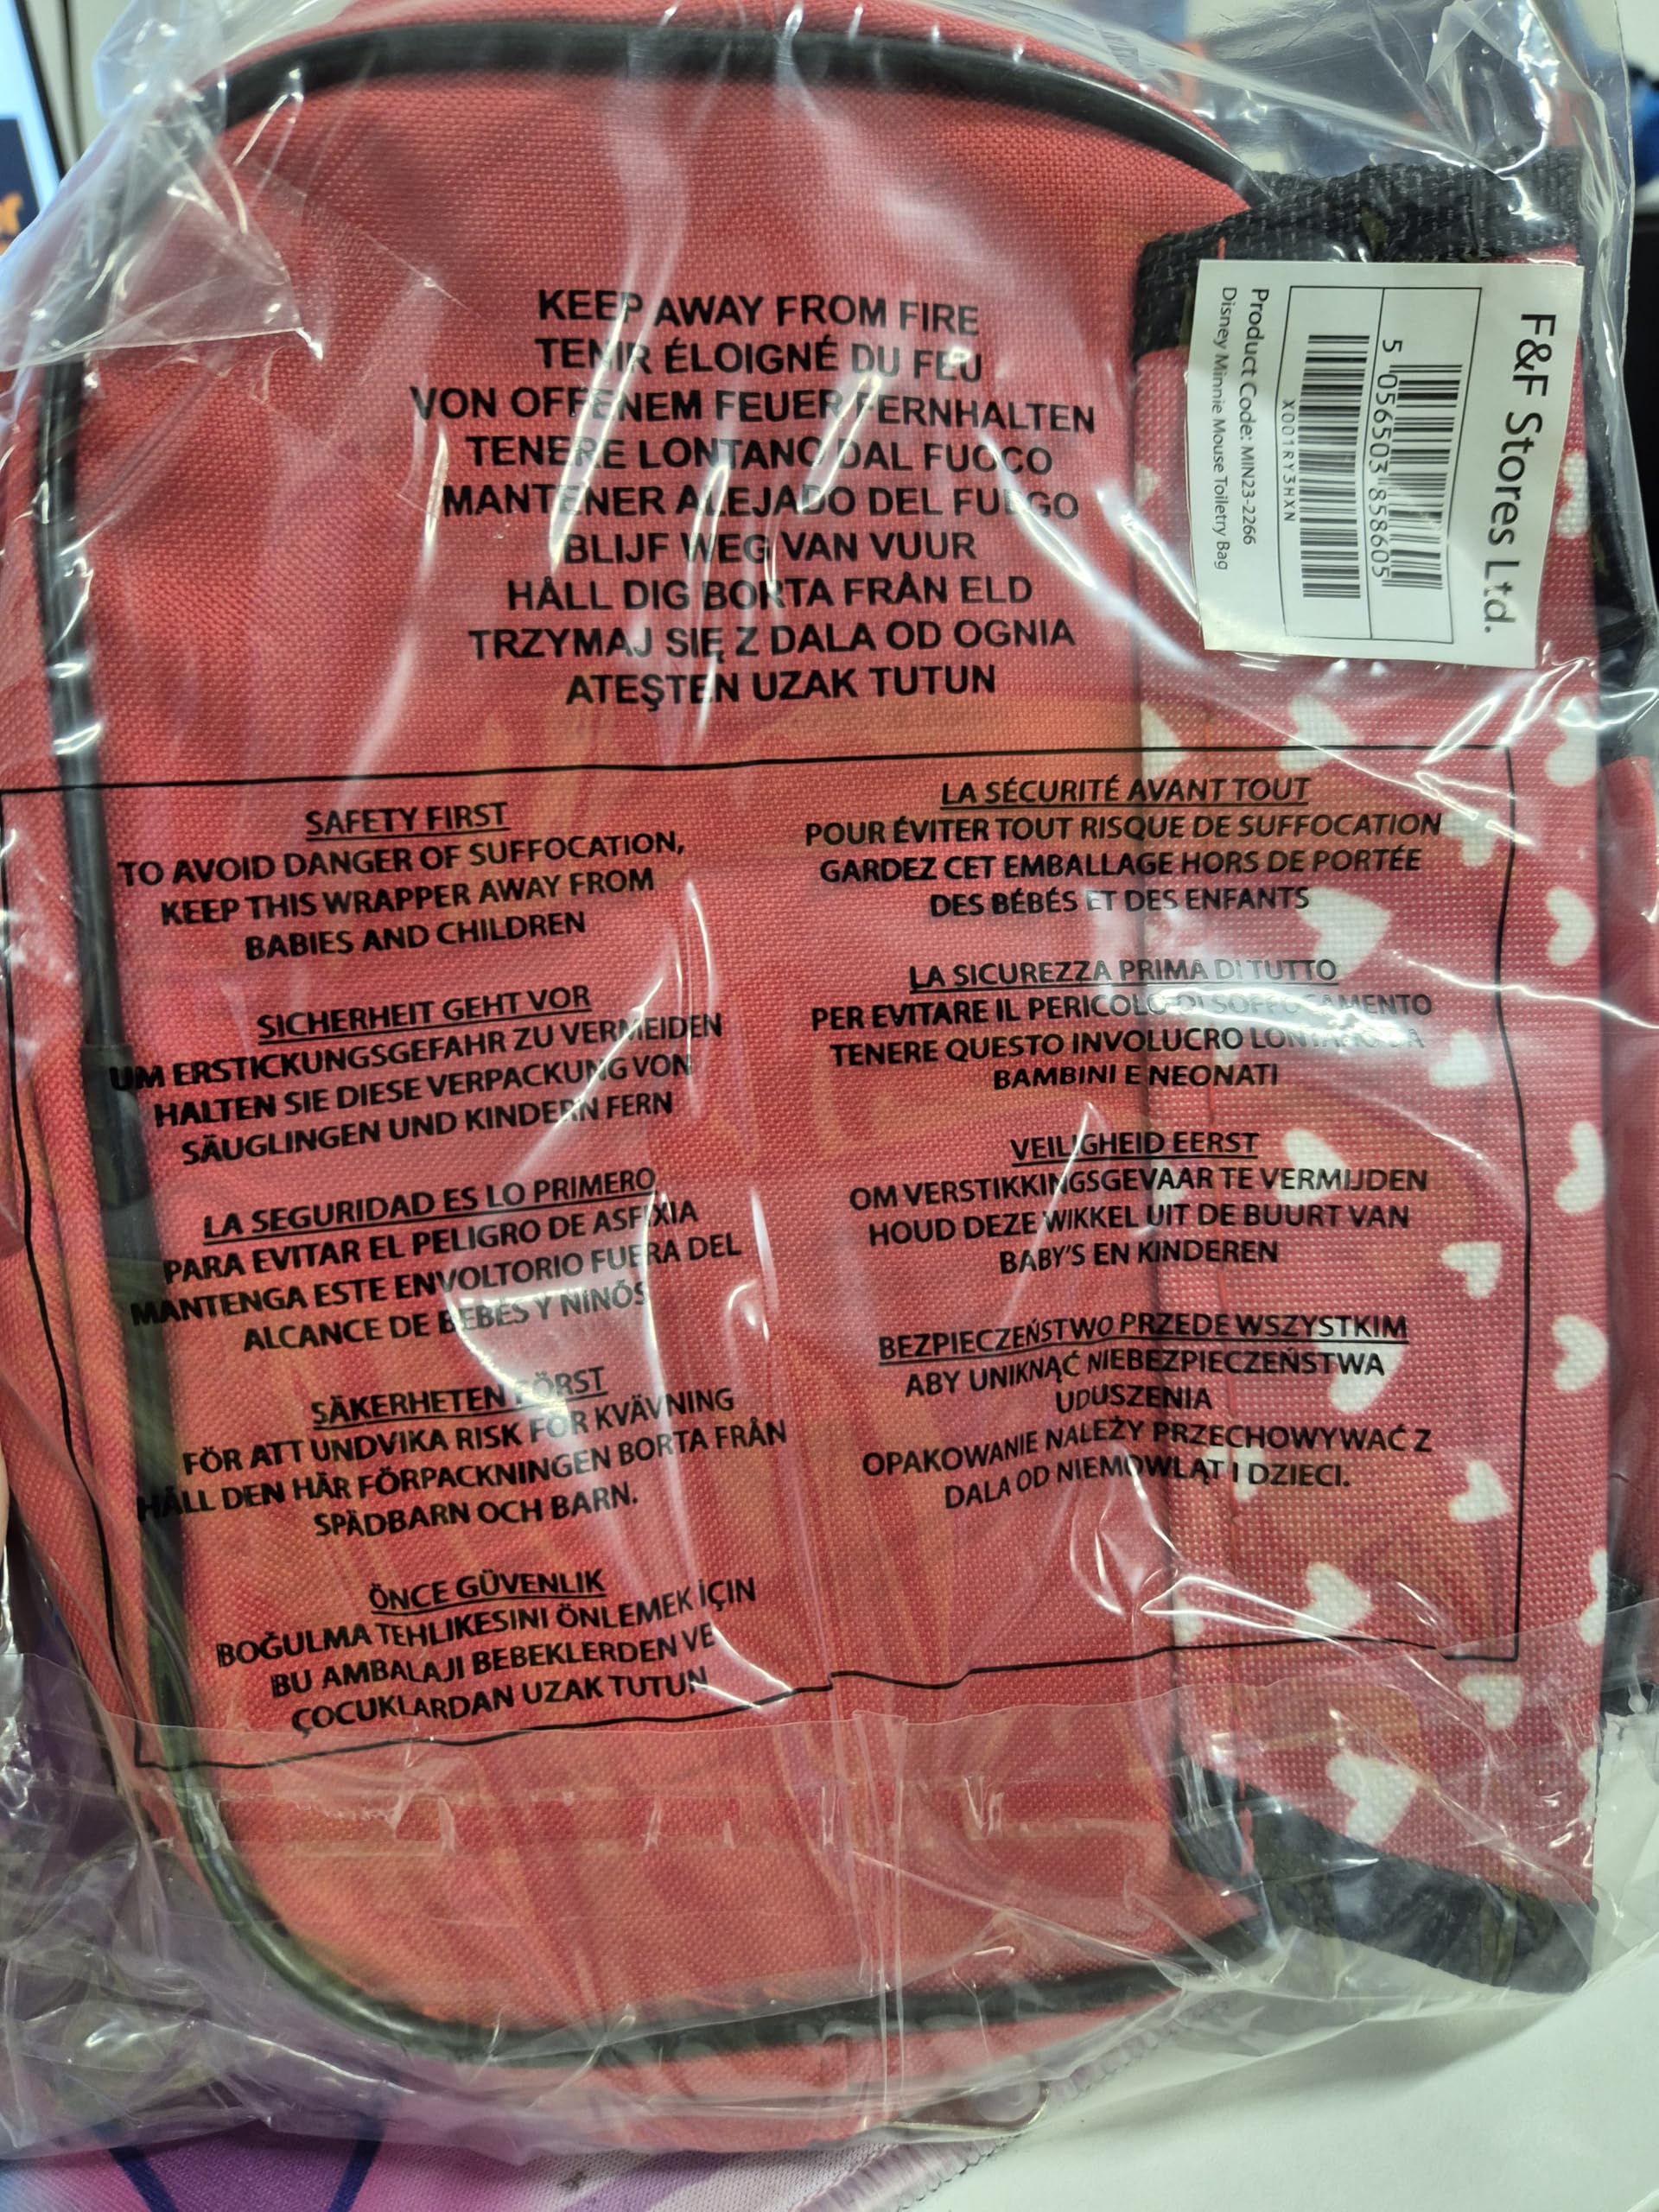 KEEP AWAY FROM FIRE
TENIR ÉLOIGNÉ DU FEU
VON OFFENEM FEUER FERNHALTEN
TENERE LONTANO DAL FUOCO
MANTENER ALEJADO DEL FUEGO
BLIJF WEG VAN VUUR
HÅLL DIG BORTA FRÅN ELD
TRZYMAJ SIĘ Z DALA OD OGNIA
ATEŞTEN UZAK TUTUN
F&F Stores Ltd.
5 056503 858605
X001RY3HXN
Product Code: MIN23-2266
Disney Minnie Mouse Toiletry Bag
SAFETY FIRST
TO AVOID DANGER OF SUFFOCATION,
KEEP THIS WRAPPER AWAY FROM
BABIES AND CHILDREN
SICHERHEIT GEHT VOR
UM ERSTICKUNGSGEFAHR ZU VERMEIDEN
HALTEN SIE DIESE VERPACKUNG VON
SÄUGLINGEN UND KINDERN FERN
LA SEGURIDAD ES LO PRIMERO
PARA EVITAR EL PELIGRO DE ASFIXIA
MANTENGA ESTE ENVOLTORIO FUERA DEL
ALCANCE DE BEBÉS Y NINÓS
SÄKERHETEN FÖRST
FÖR ATT UNDVIKA RISK FÖR KVÄVNING
HÅLL DEN HÄR FÖRPACKNINGEN BORTA FRÅN
SPÄDBARN OCH BARN.
ÖNCE GÜVENLIK
BOĞULMA TEHLIKESINI ÖNLEMEK İÇIN
BU AMBALAJI BEBEKLERDEN VE
ÇOCUKLARDAN UZAK TUTUN
LA SÉCURITÉ AVANT TOUT
POUR ÉVITER TOUT RISQUE DE SUFFOCATION
GARDEZ CET EMBALLAGE HORS DE PORTÉE
DES BÉBÉS ET DES ENFANTS
LA SICUREZZA PRIMA DI TUTTO
PER EVITARE IL PERICOLO DI SOFFOCAMENTO
TENERE QUESTO INVOLUCRO LONTANO DA
BAMBINI E NEONATI
VEILIGHEID EERST
OM VERSTIKKINGSGEVAAR TE VERMIJDEN
HOUD DEZE WIKKEL UIT DE BUURT VAN
BABY'S EN KINDEREN
BEZPIECZEŃSTWO PRZEDE WSZYSTKIM
ABY UNIKNĄĆ NIEBEZPIECZEŃSTWA
UDUSZENIA
OPAKOWANIE NALEŻY PRZECHOWYWAĆ Z
DALA OD NIEMOWLĄT I DZIECI.